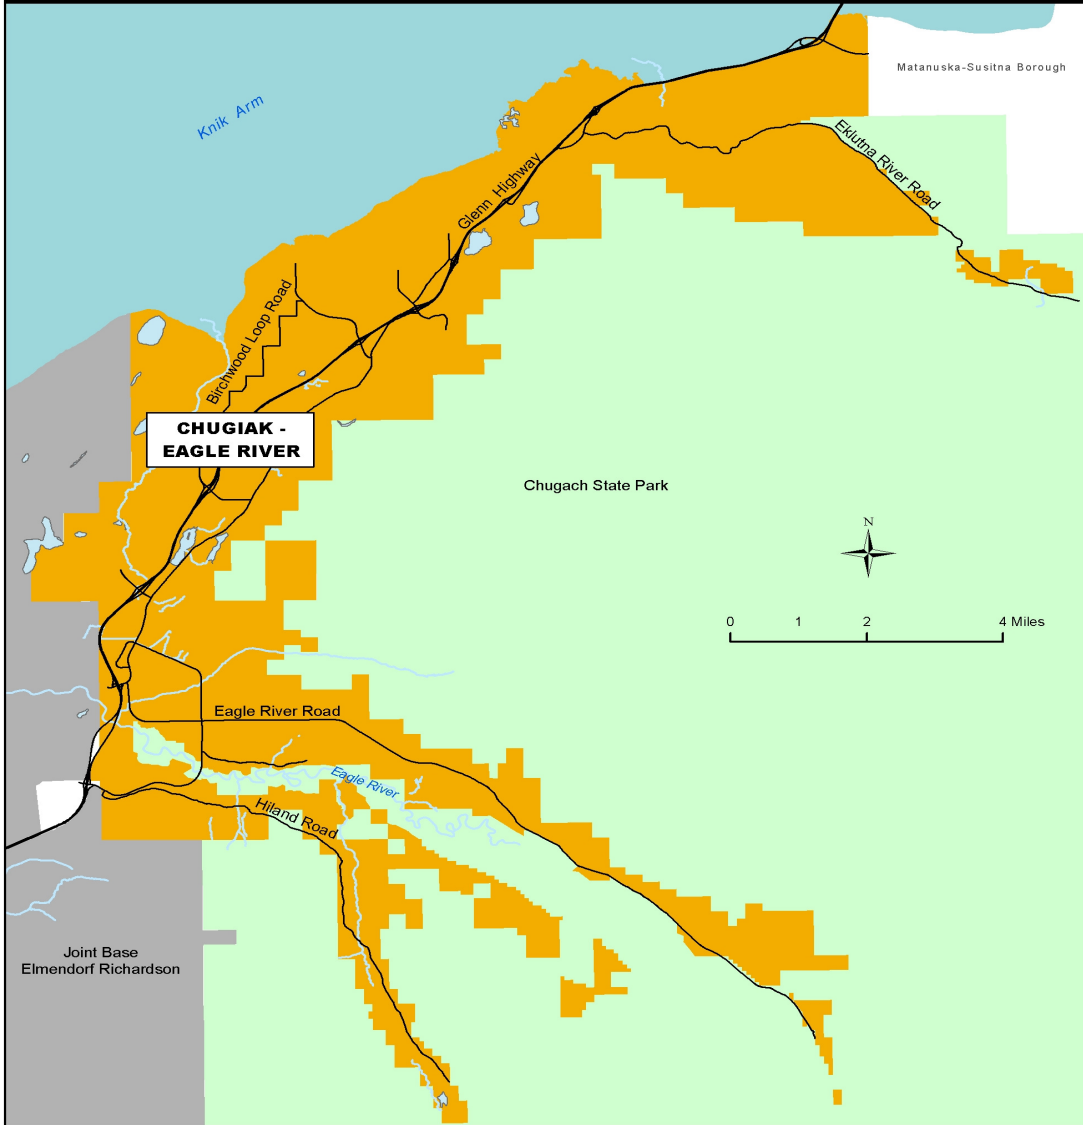 Matanuska-Susitna Borough
Knik Arm
Eklutna River Road
Glenn Highway
Birchwood Loop Road
CHUGIAK -
EAGLE RIVER
Chugach State Park
N
0 1 2 4 Miles
Eagle River Road
Eagle River
Hiland Road
Joint Base
Elmendorf Richardson